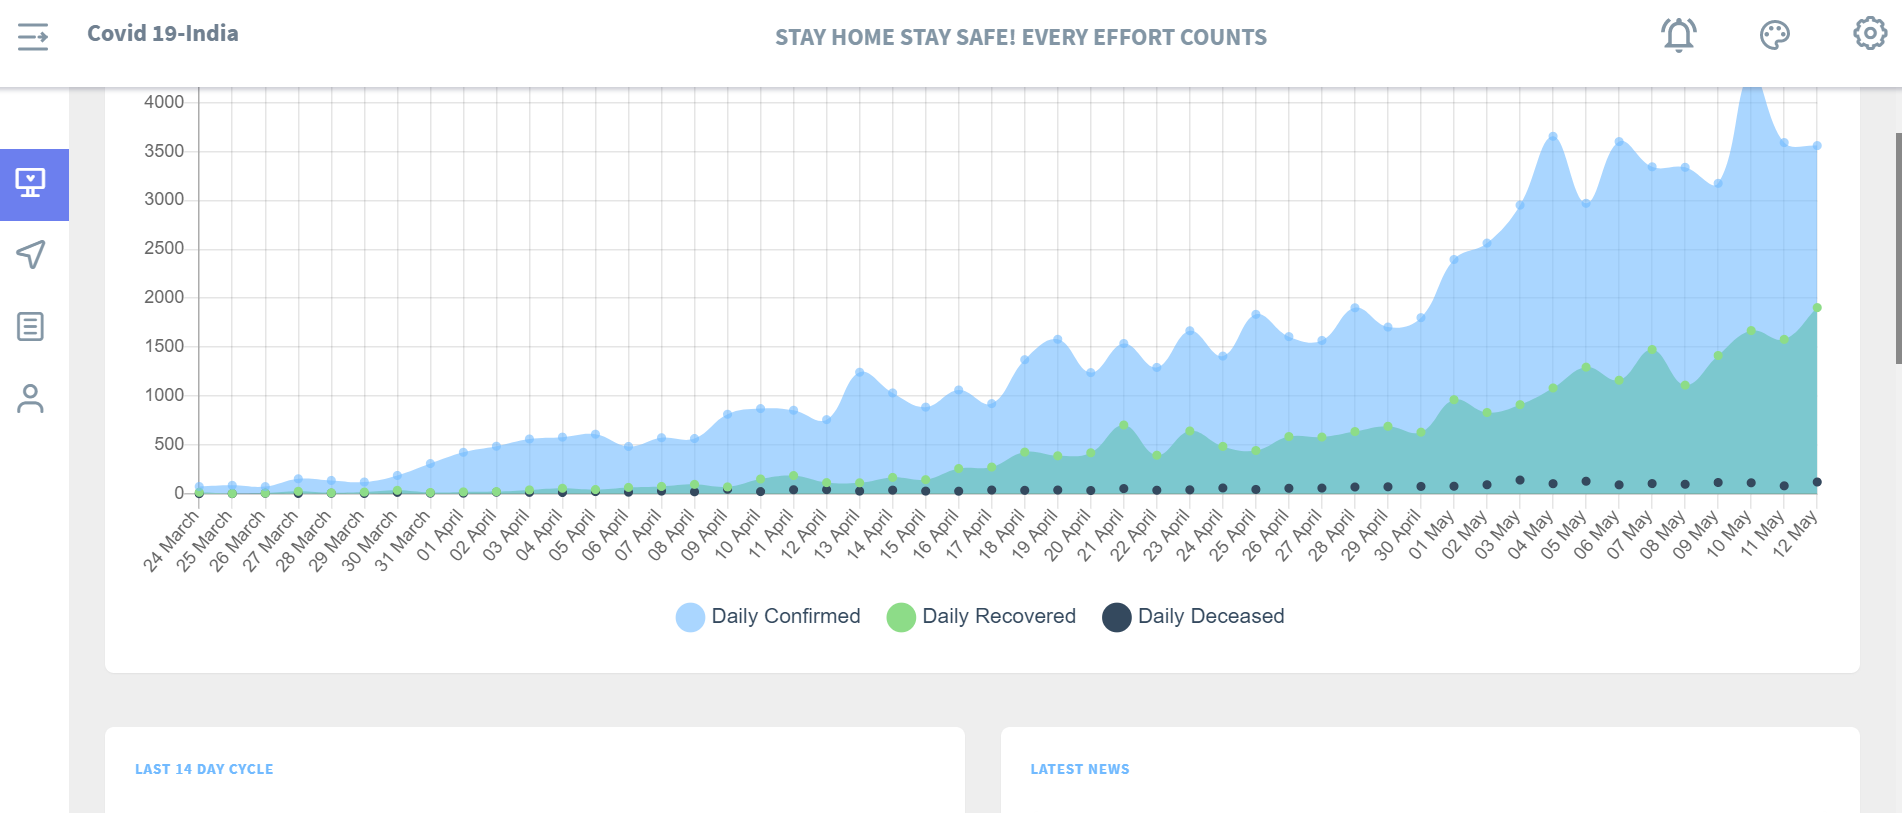 Covid 19-India
STAY HOME STAY SAFE! EVERY EFFORT COUNTS
4000
3500
3000
2500
2000
1500
1000
500
0
24 March
25 March
26 March
27 March
28 March
29 March
30 March
31 March
01 April
02 April
03 April
04 April
05 April
06 April
07 April
08 April
09 April
10 April
11 April
12 April
13 April
14 April
15 April
16 April
17 April
18 April
19 April
20 April
21 April
22 April
23 April
24 April
25 April
26 April
27 April
28 April
29 April
30 April
01 May
02 May
03 May
04 May
05 May
06 May
07 May
08 May
09 May
10 May
11 May
12 May
Daily Confirmed Daily Recovered Daily Deceased
LAST 14 DAY CYCLE
LATEST NEWS